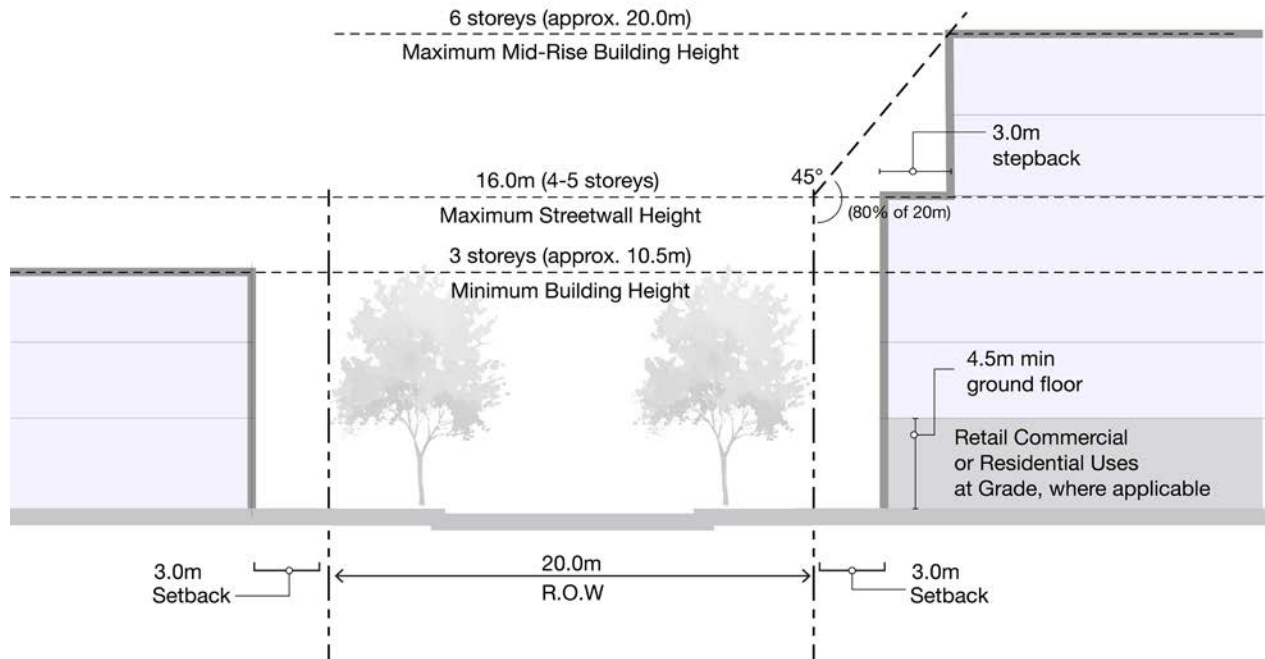 6 storeys (approx. 20.0m)
Maximum Mid-Rise Building Height
3.0m
stepback
16.0m (4-5 storeys)
45°
Maximum Streetwall Height
(80% of 20m)
3 storeys (approx. 10.5m)
Minimum Building Height
4.5m min
ground floor
Retail Commercial
or Residential Uses
at Grade, where applicable
3.0m
Setback
20.0m
R.O.W
3.0m
Setback